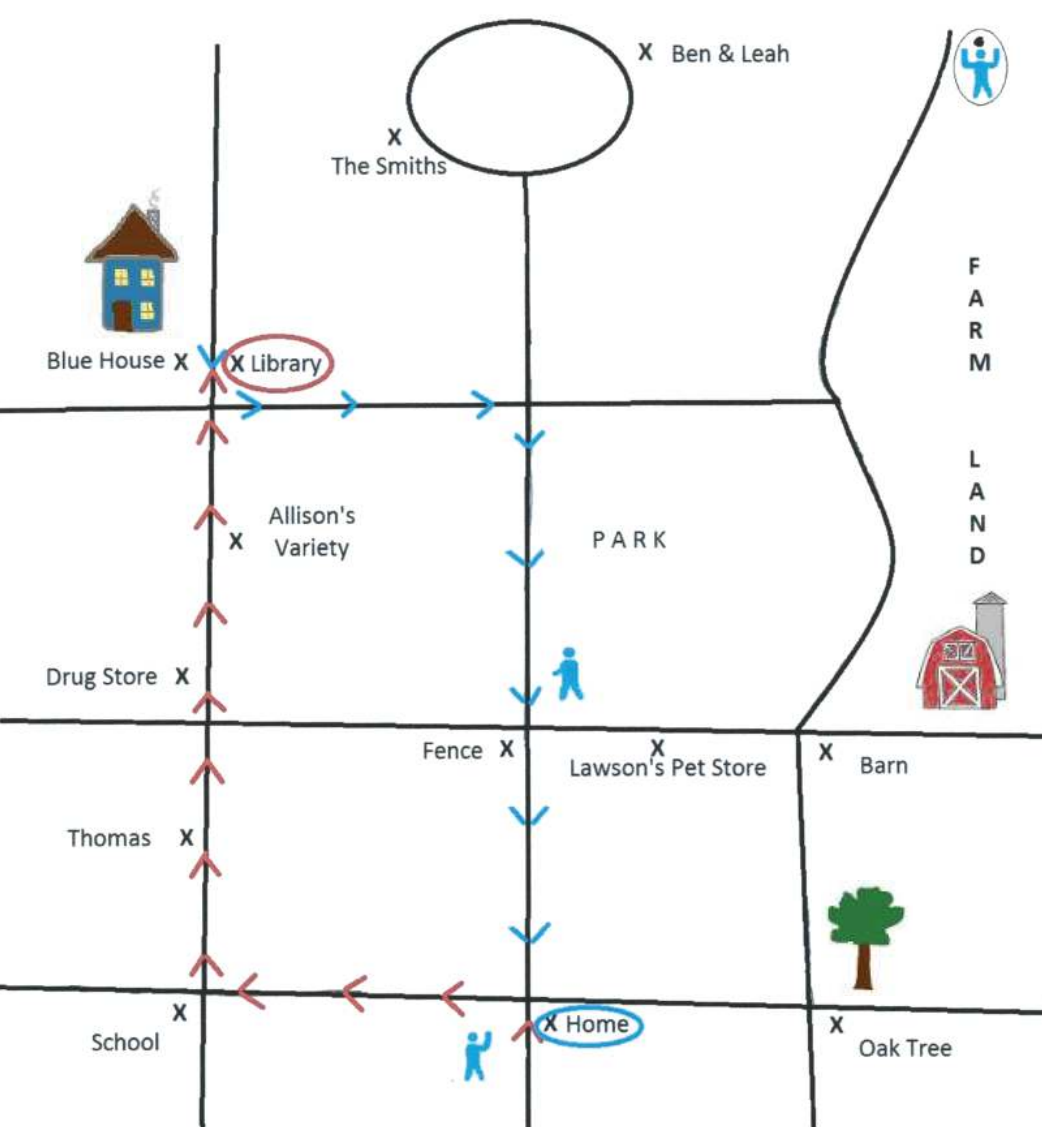 X Ben & Leah
X
The Smiths
F
A
R
M
Blue House X
X Library
L
A
N
D
Allison's
X Variety
PARK
Drug Store X
Fence X
X
Lawson's Pet Store
X Barn
Thomas X
X
School
X Home
X
Oak Tree